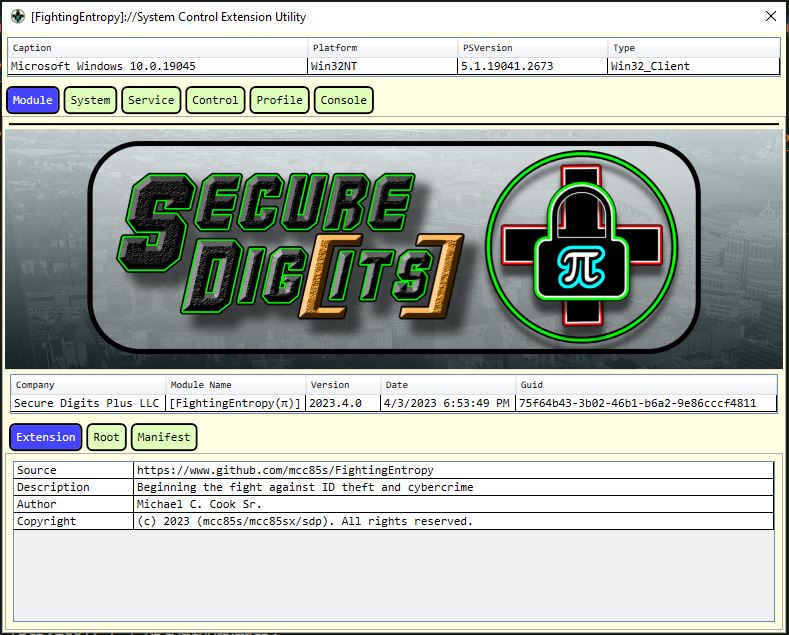 [FightingEntropy]://System Control Extension Utility
Caption Platform PSVersion Type
Microsoft Windows 10.0.19045 Win32NT 5.1.19041.2673 Win32_Client
Module System Service Control Profile Console
SECURE
DIG[ITS]
π
Company Module Name Version Date Guid
Secure Digits Plus LLC [FightingEntropy(π)] 2023.4.0 4/3/2023 6:53:49 PM 75f64b43-3b02-46b1-b6a2-9e86cccf4811
Extension Root Manifest
Source https://www.github.com/mcc85s/FightingEntropy
Description Beginning the fight against ID theft and cybercrime
Author Michael C. Cook Sr.
Copyright (c) 2023 (mcc85s/mcc85sx/sdp). All rights reserved.